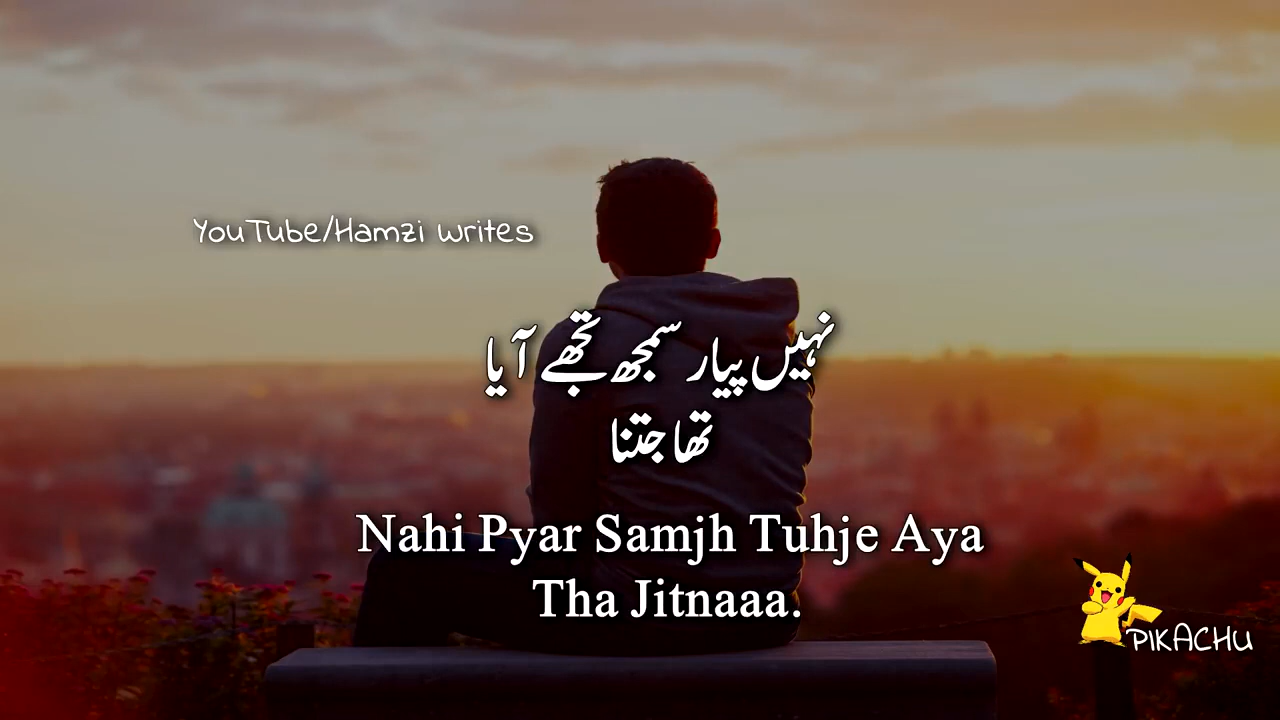 YouTube/Hamzi writes
نہیں پیار سمجھ تجھے آیا
تھا جتنا
Nahi Pyar Samjh Tuhje Aya
Tha Jitnaaa.
PIKACHU